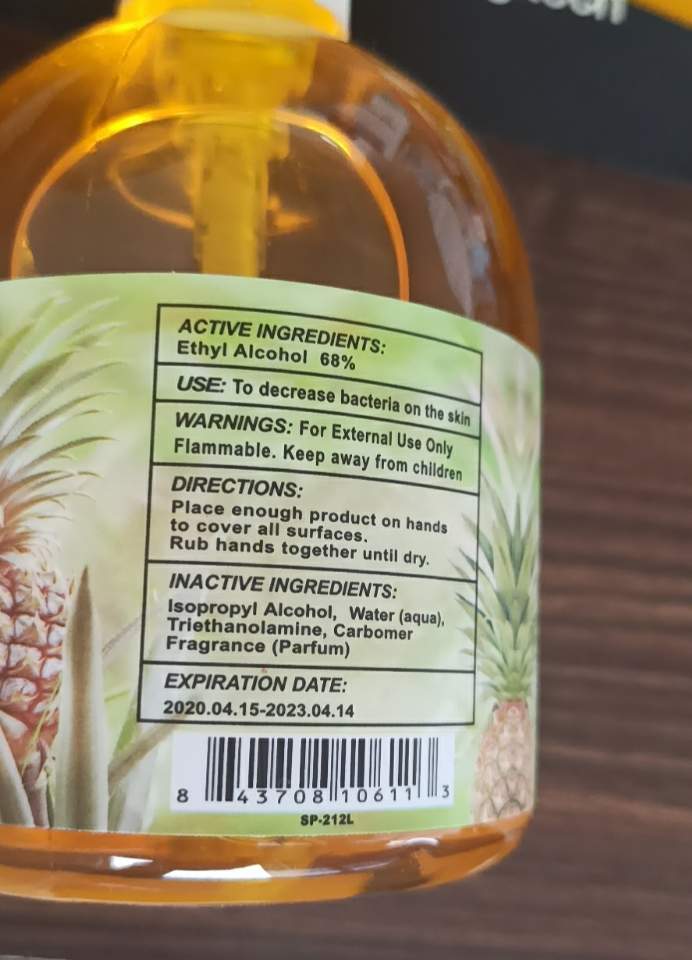 ACTIVE INGREDIENTS:
Ethyl Alcohol 68%
USE: To decrease bacteria on the skin
WARNINGS: For External Use Only
Flammable. Keep away from children
DIRECTIONS:
Place enough product on hands
to cover all surfaces.
Rub hands together until dry.
INACTIVE INGREDIENTS:
Isopropyl Alcohol, Water (aqua),
Triethanolamine, Carbomer
Fragrance (Parfum)
EXPIRATION DATE:
2020.04.15-2023.04.14
8 43708 10611 3
SP-212L